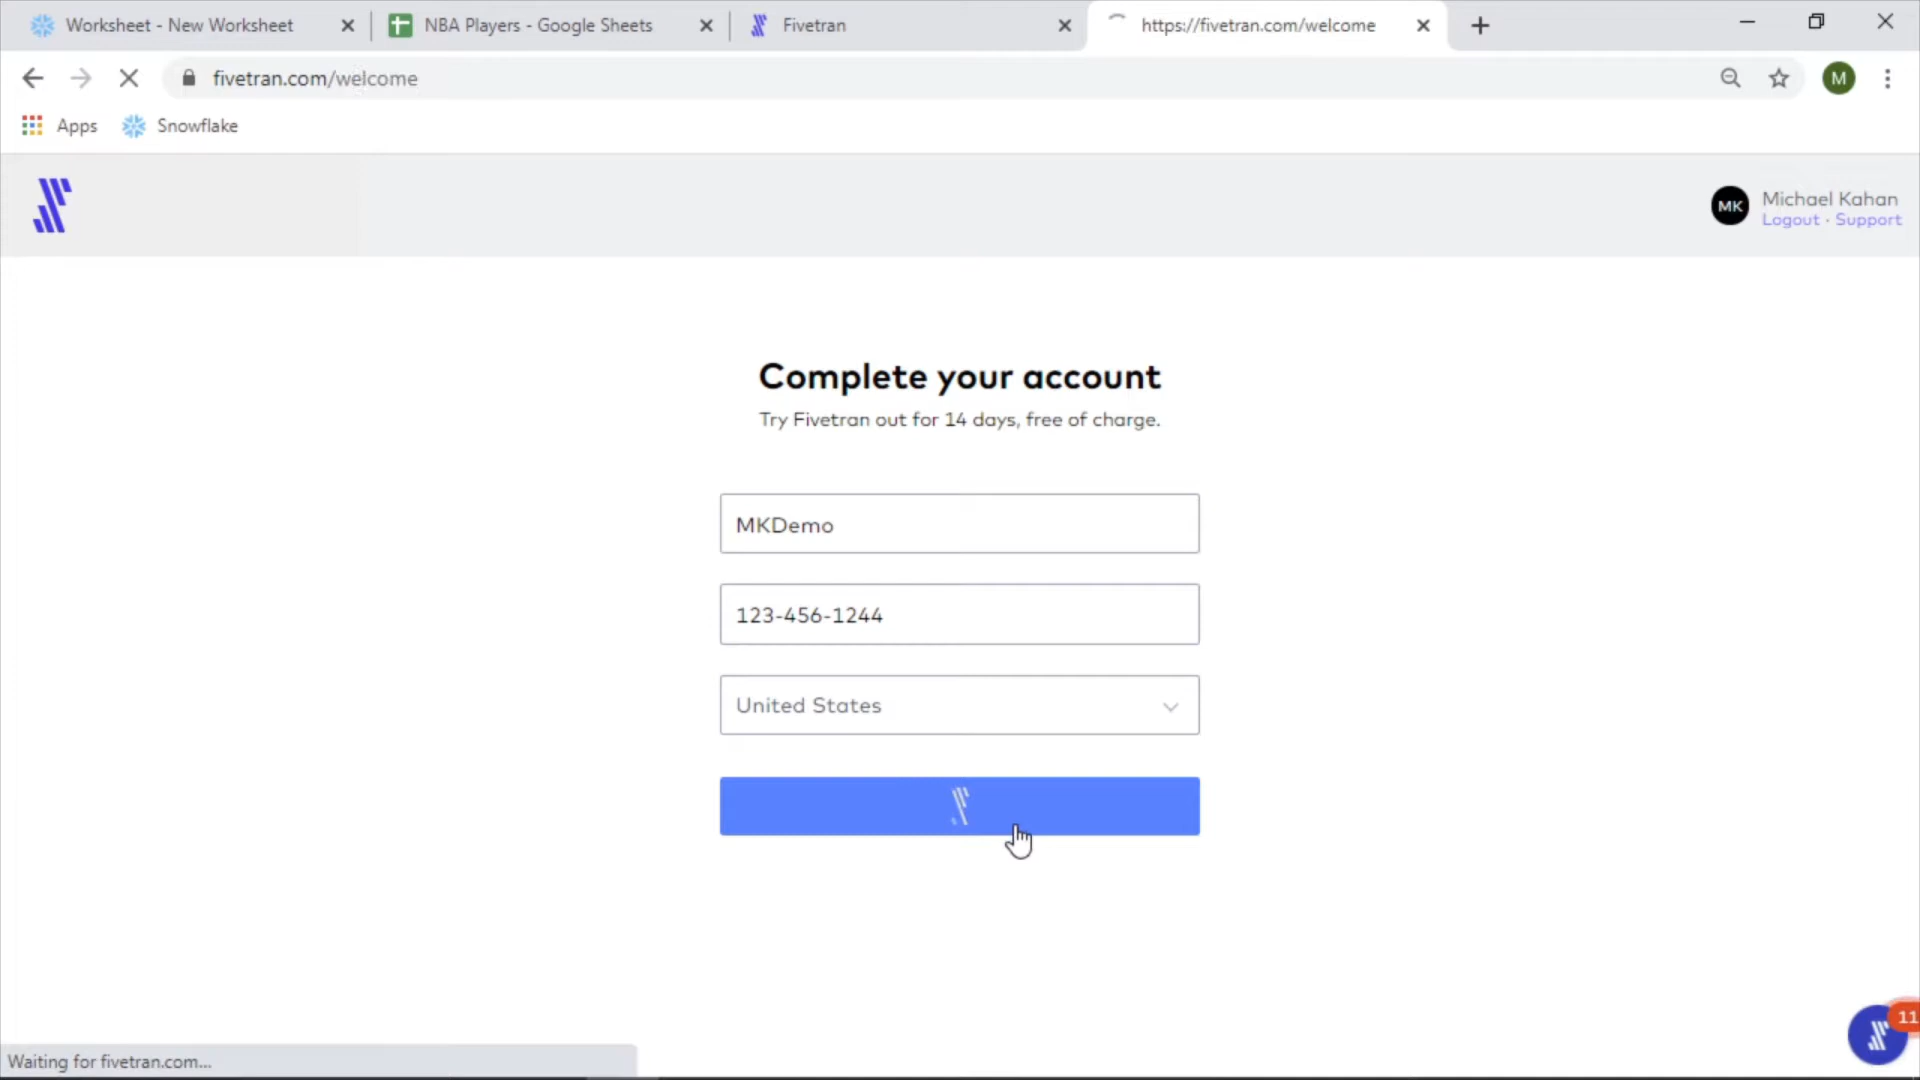 Worksheet - New Worksheet
NBA Players - Google Sheets
Fivetran
https://fivetran.com/welcome
fivetran.com/welcome
M
Apps
Snowflake
MK
Michael Kahan
Logout · Support
Complete your account
Try Fivetran out for 14 days, free of charge.
MKDemo
123-456-1244
United States
11
Waiting for fivetran.com...